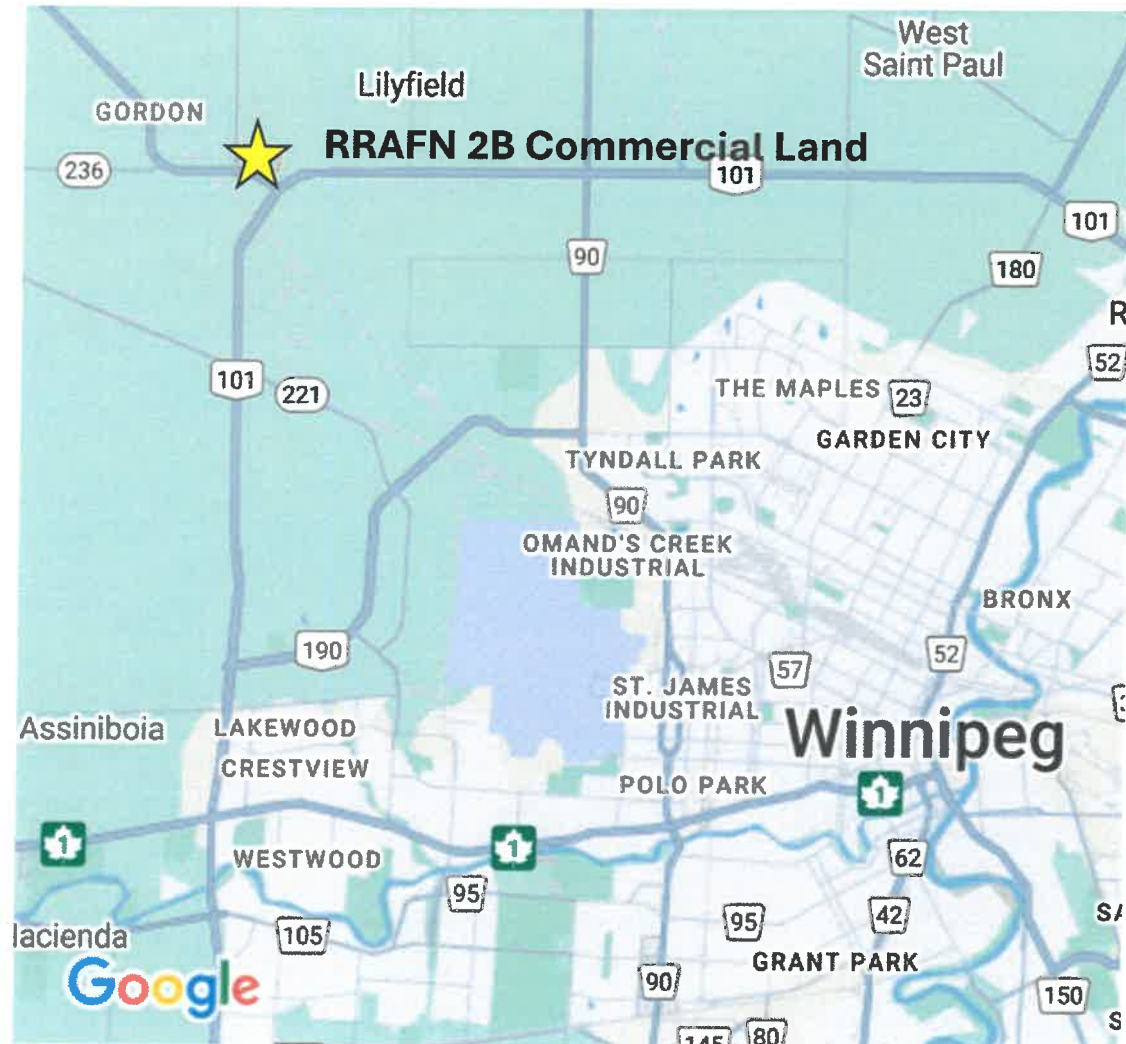 West
Saint Paul
Lilyfield
GORDON
RRAFN 2B Commercial Land
236
101
101
90
180
R
52
101
221
THE MAPLES
23
GARDEN CITY
TYNDALL PARK
90
OMAND'S CREEK
INDUSTRIAL
BRONX
190
52
57
ST. JAMES
INDUSTRIAL
Assiniboia
LAKEWOOD
Winnipeg
CRESTVIEW
POLO PARK
1
1
1
WESTWOOD
62
95
95
42
SA
105
lacienda
GRANT PARK
Google
90
150
S
145
80